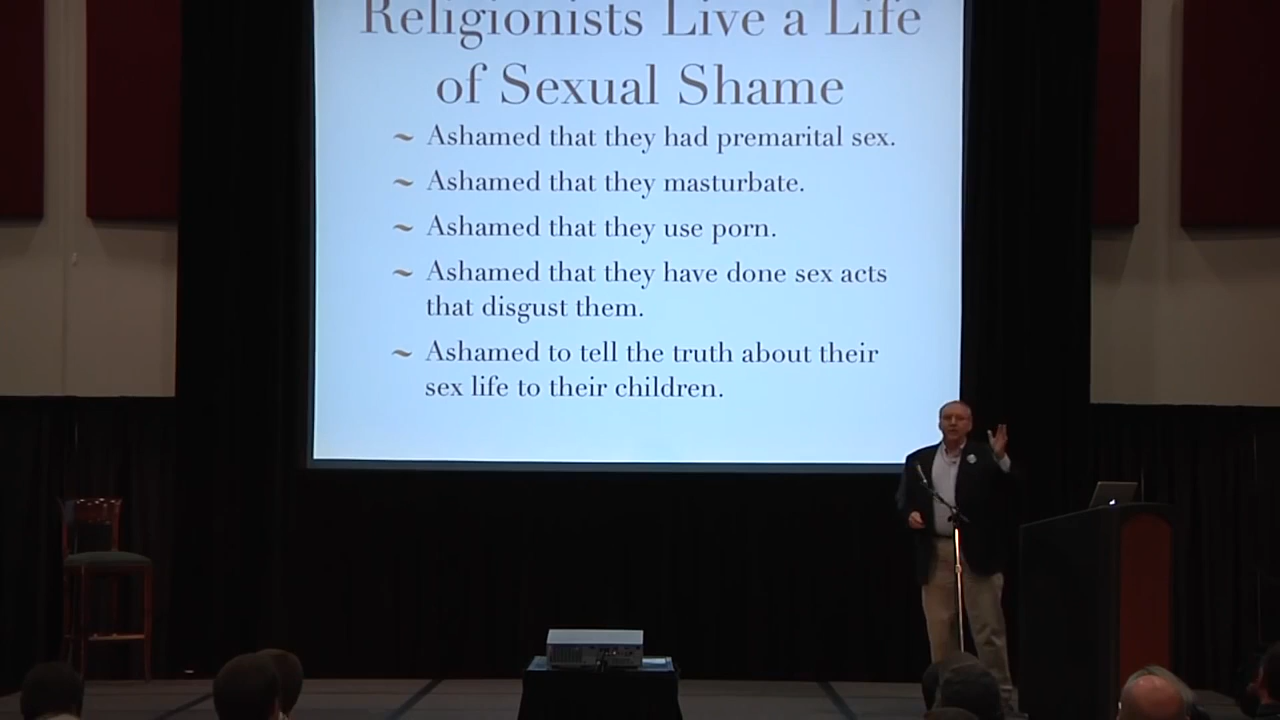 Religionists Live a Life
of Sexual Shame
~ Ashamed that they had premarital sex.
~ Ashamed that they masturbate.
~ Ashamed that they use porn.
~ Ashamed that they have done sex acts
that disgust them.
~ Ashamed to tell the truth about their
sex life to their children.